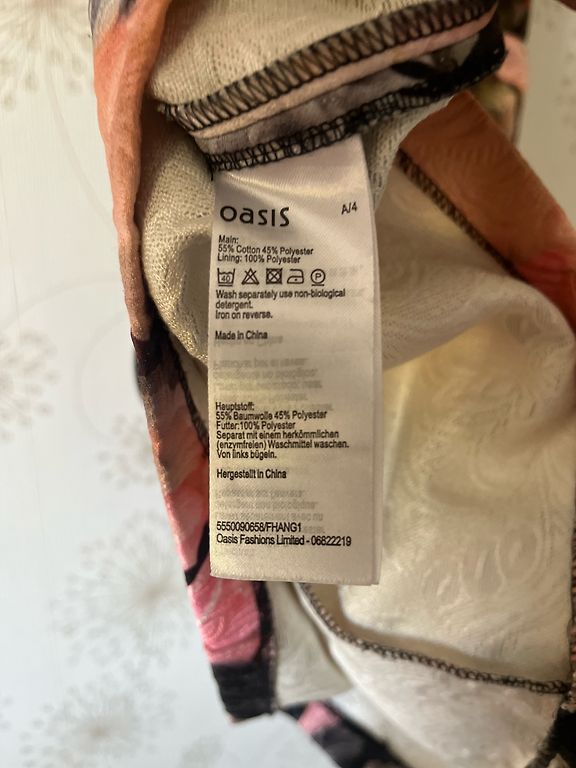 oasis
A/4
Main:
55% Cotton 45% Polyester
Lining: 100% Polyester
40
P
Wash separately use non-biological
detergent.
Iron on reverse.
Made in China
Hauptstoff:
55% Baumwolle 45% Polyester
Futter:100% Polyester
Separat mit einem herkömmlichen
(enzymfreien) Waschmittel waschen.
Von links bügeln.
Hergestellt in China
5550090658/FHANG1
Oasis Fashions Limited - 06822219